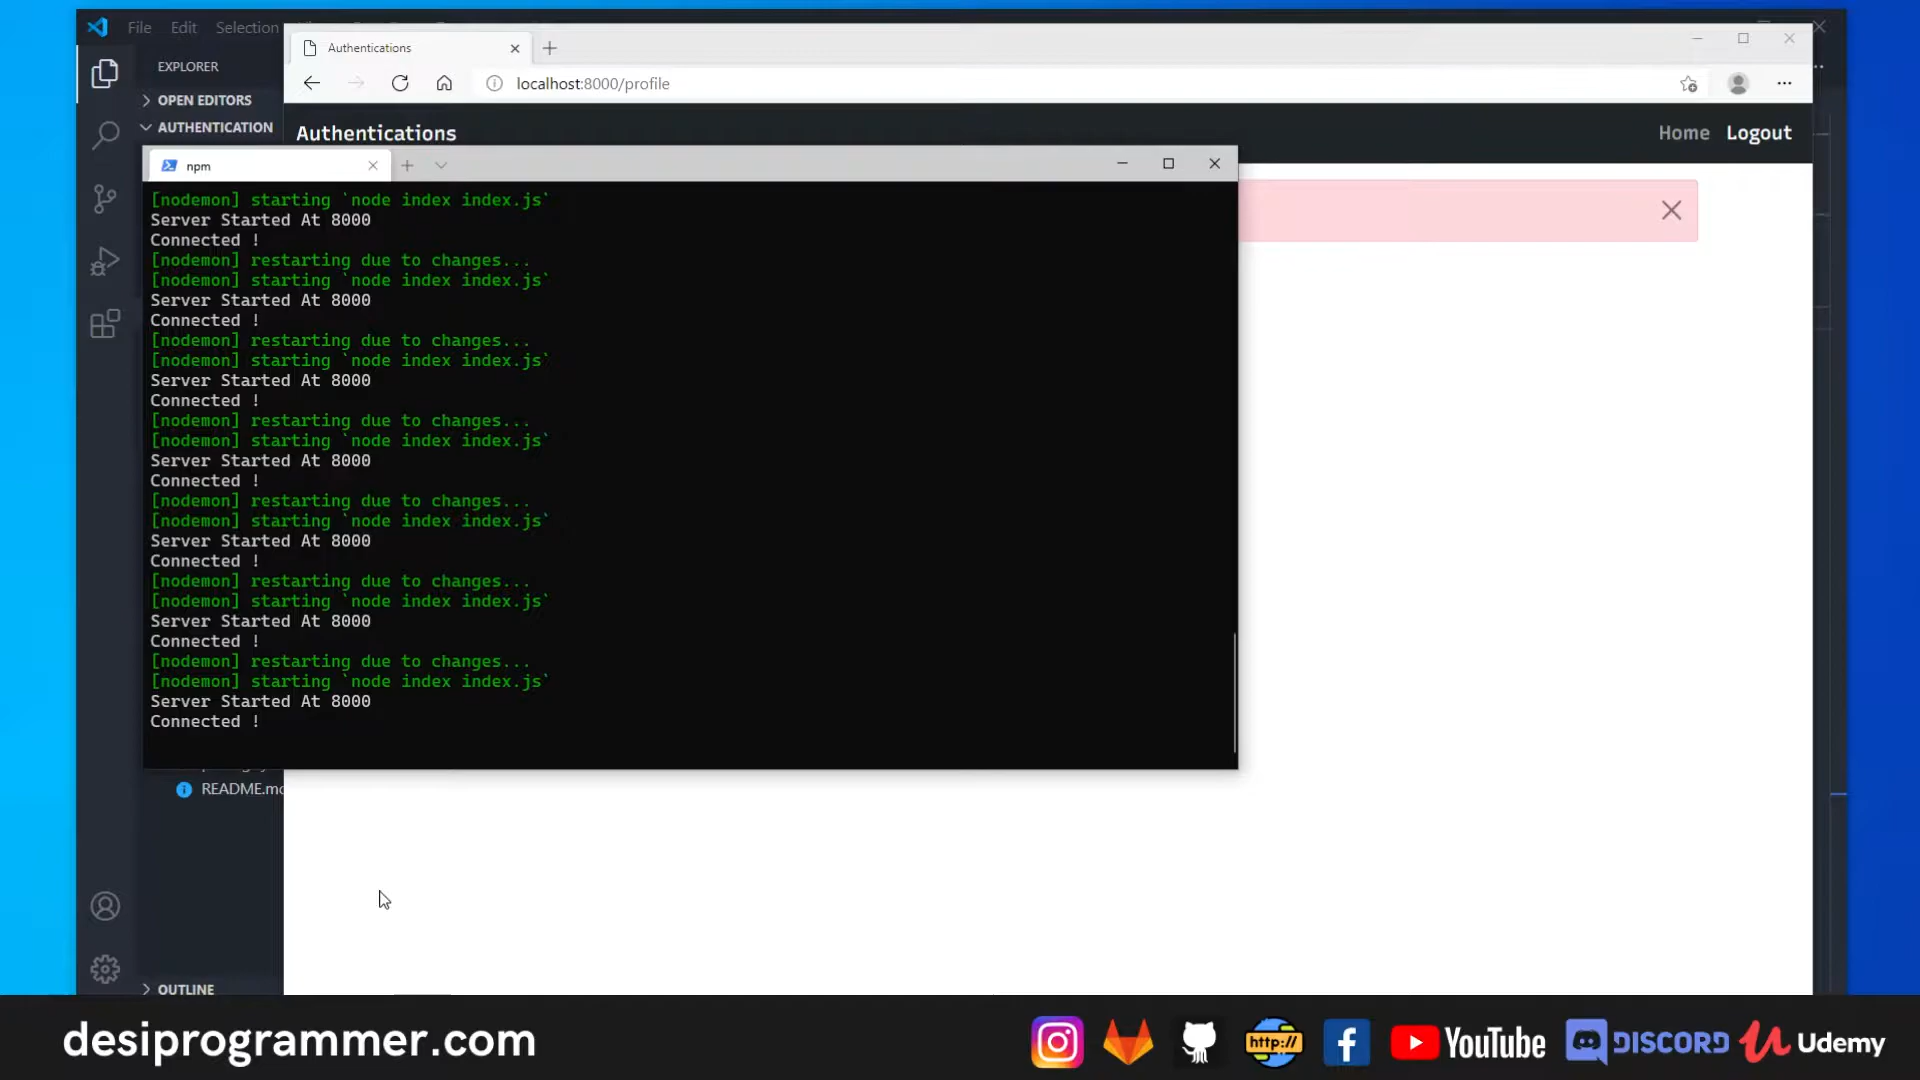 File Edit Selection
EXPLORER
OPEN EDITORS
AUTHENTICATION
README.md
OUTLINE
Authentications
localhost:8000/profile
Authentications
Home Logout
npm
[nodemon] starting `node index index.js`
Server Started At 8000
Connected !
[nodemon] restarting due to changes...
[nodemon] starting `node index index.js`
Server Started At 8000
Connected !
[nodemon] restarting due to changes...
[nodemon] starting `node index index.js`
Server Started At 8000
Connected !
[nodemon] restarting due to changes...
[nodemon] starting `node index index.js`
Server Started At 8000
Connected !
[nodemon] restarting due to changes...
[nodemon] starting `node index index.js`
Server Started At 8000
Connected !
[nodemon] restarting due to changes...
[nodemon] starting `node index index.js`
Server Started At 8000
Connected !
[nodemon] restarting due to changes...
[nodemon] starting `node index index.js`
Server Started At 8000
Connected !
desiprogrammer.com
http://
YouTube
DISCORD
Udemy